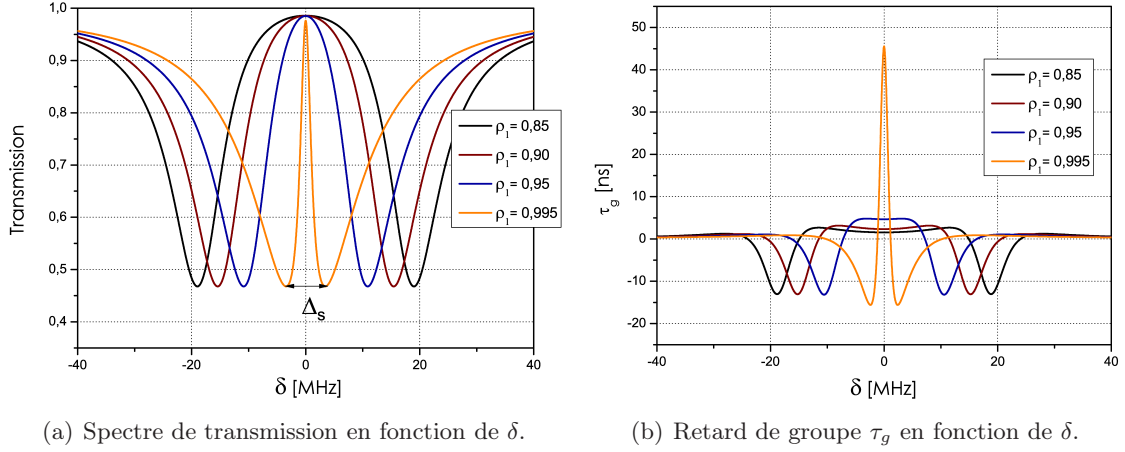 1,0
0,9
0,8
0,7
0,6
0,5
0,4
Transmission
-40
-20
0
20
40
δ [MHz]
ρ₁= 0,85
ρ₁= 0,90
ρ₁= 0,95
ρ₁= 0,995
Δₛ
(a) Spectre de transmission en fonction de δ.
50
40
30
20
10
0
-10
-20
τg [ns]
-40
-20
0
20
40
δ [MHz]
ρ₁= 0,85
ρ₁= 0,90
ρ₁= 0,95
ρ₁= 0,995
(b) Retard de groupe τg en fonction de δ.